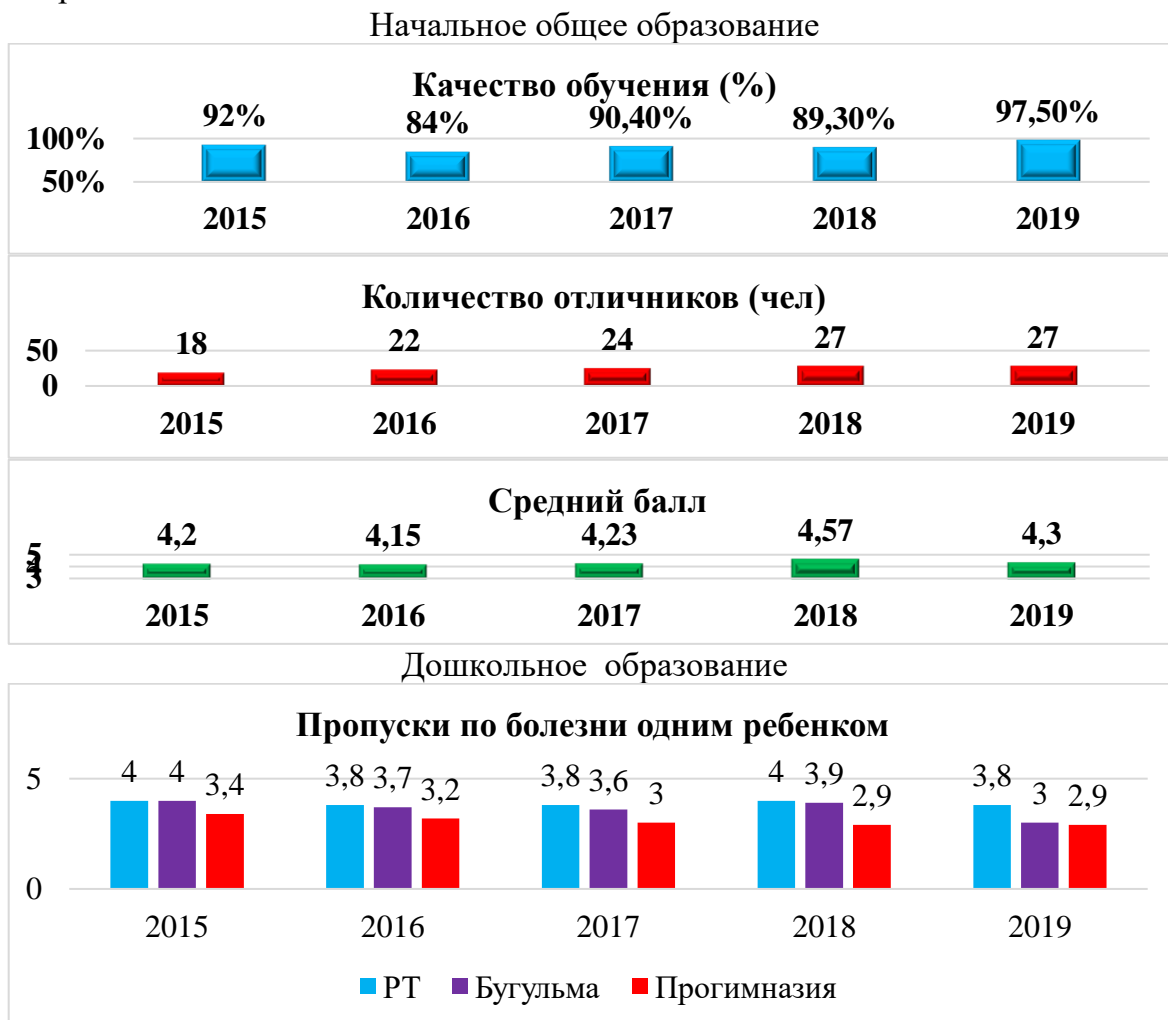 Начальное общее образование
Качество обучения (%)
92% 84% 90,40% 89,30% 97,50%
100%
50%
2015 2016 2017 2018 2019
Количество отличников (чел)
18 22 24 27 27
50
0
2015 2016 2017 2018 2019
Средний балл
4,2 4,15 4,23 4,57 4,3
5
4
3
2015 2016 2017 2018 2019
Дошкольное образование
Пропуски по болезни одним ребенком
4 4 3,4 3,8 3,7 3,2 3,8 3,6 3 4 3,9 2,9 3,8 3 2,9
5
0
2015 2016 2017 2018 2019
РТ Бугульма Прогимназия